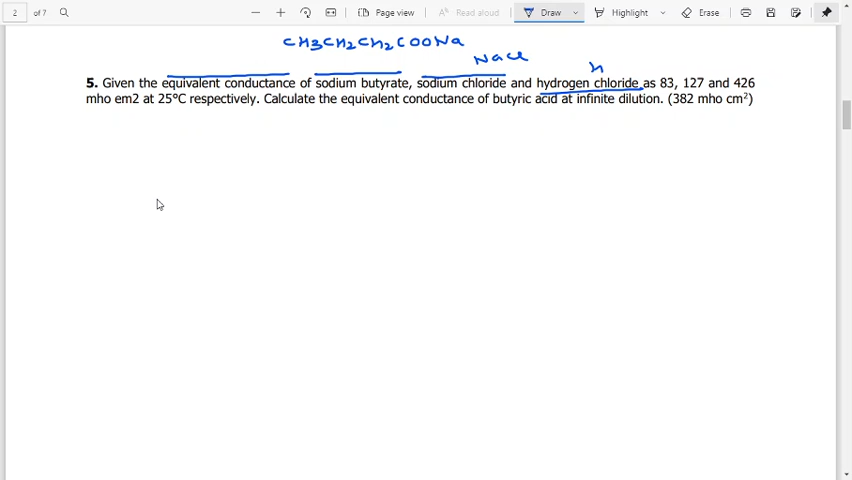 2 of 7 Page view Read aloud Draw Highlight Erase
CH3CH2CH2COONa
NaCl
H
5. Given the equivalent conductance of sodium butyrate, sodium chloride and hydrogen chloride as 83, 127 and 426
mho em2 at 25°C respectively. Calculate the equivalent conductance of butyric acid at infinite dilution. (382 mho cm²)